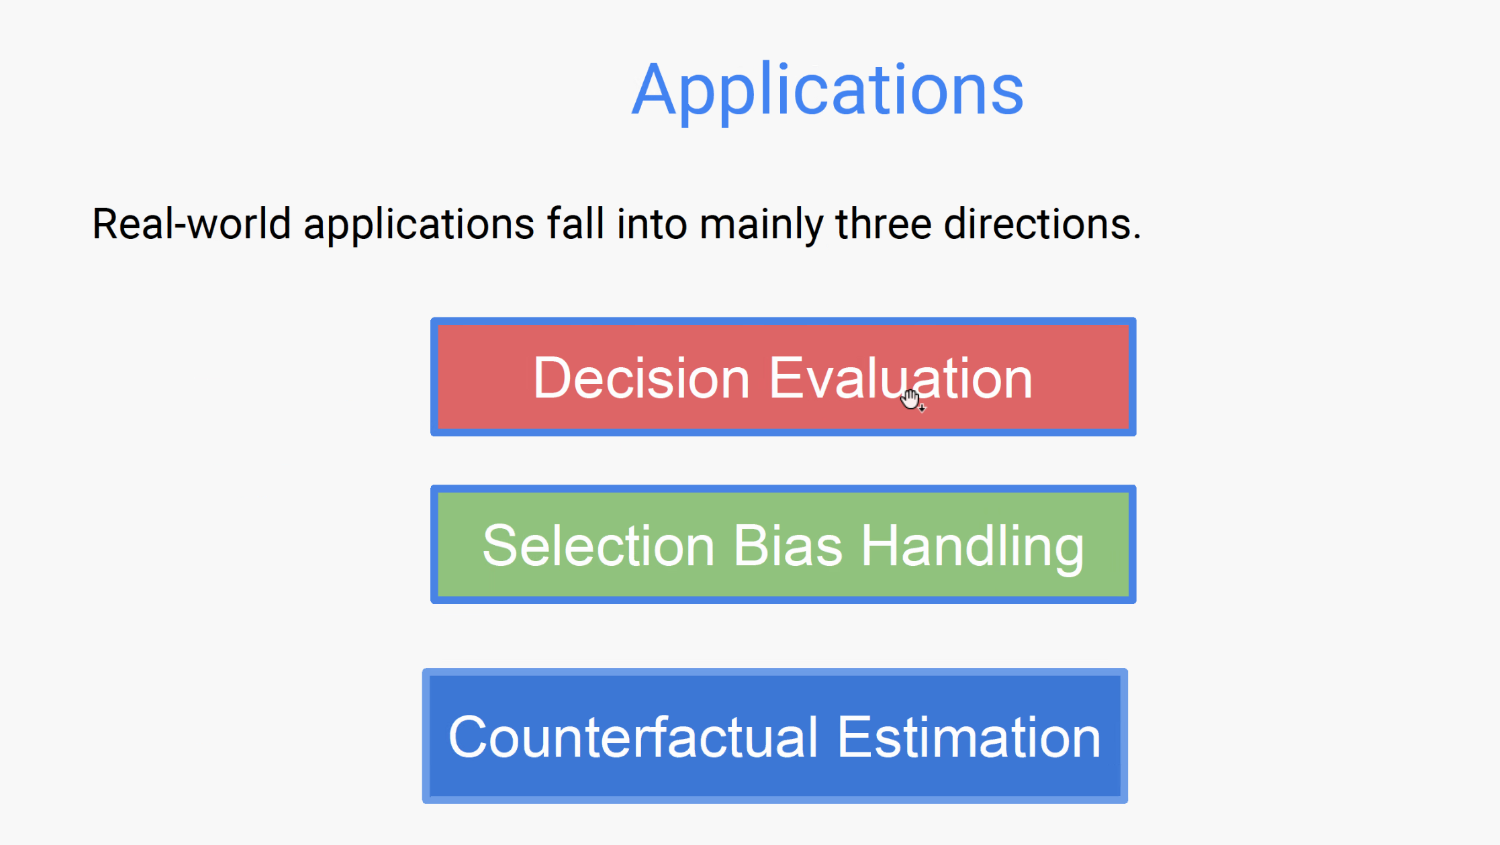 Applications
Real-world applications fall into mainly three directions.
Decision Evaluation
Selection Bias Handling
Counterfactual Estimation